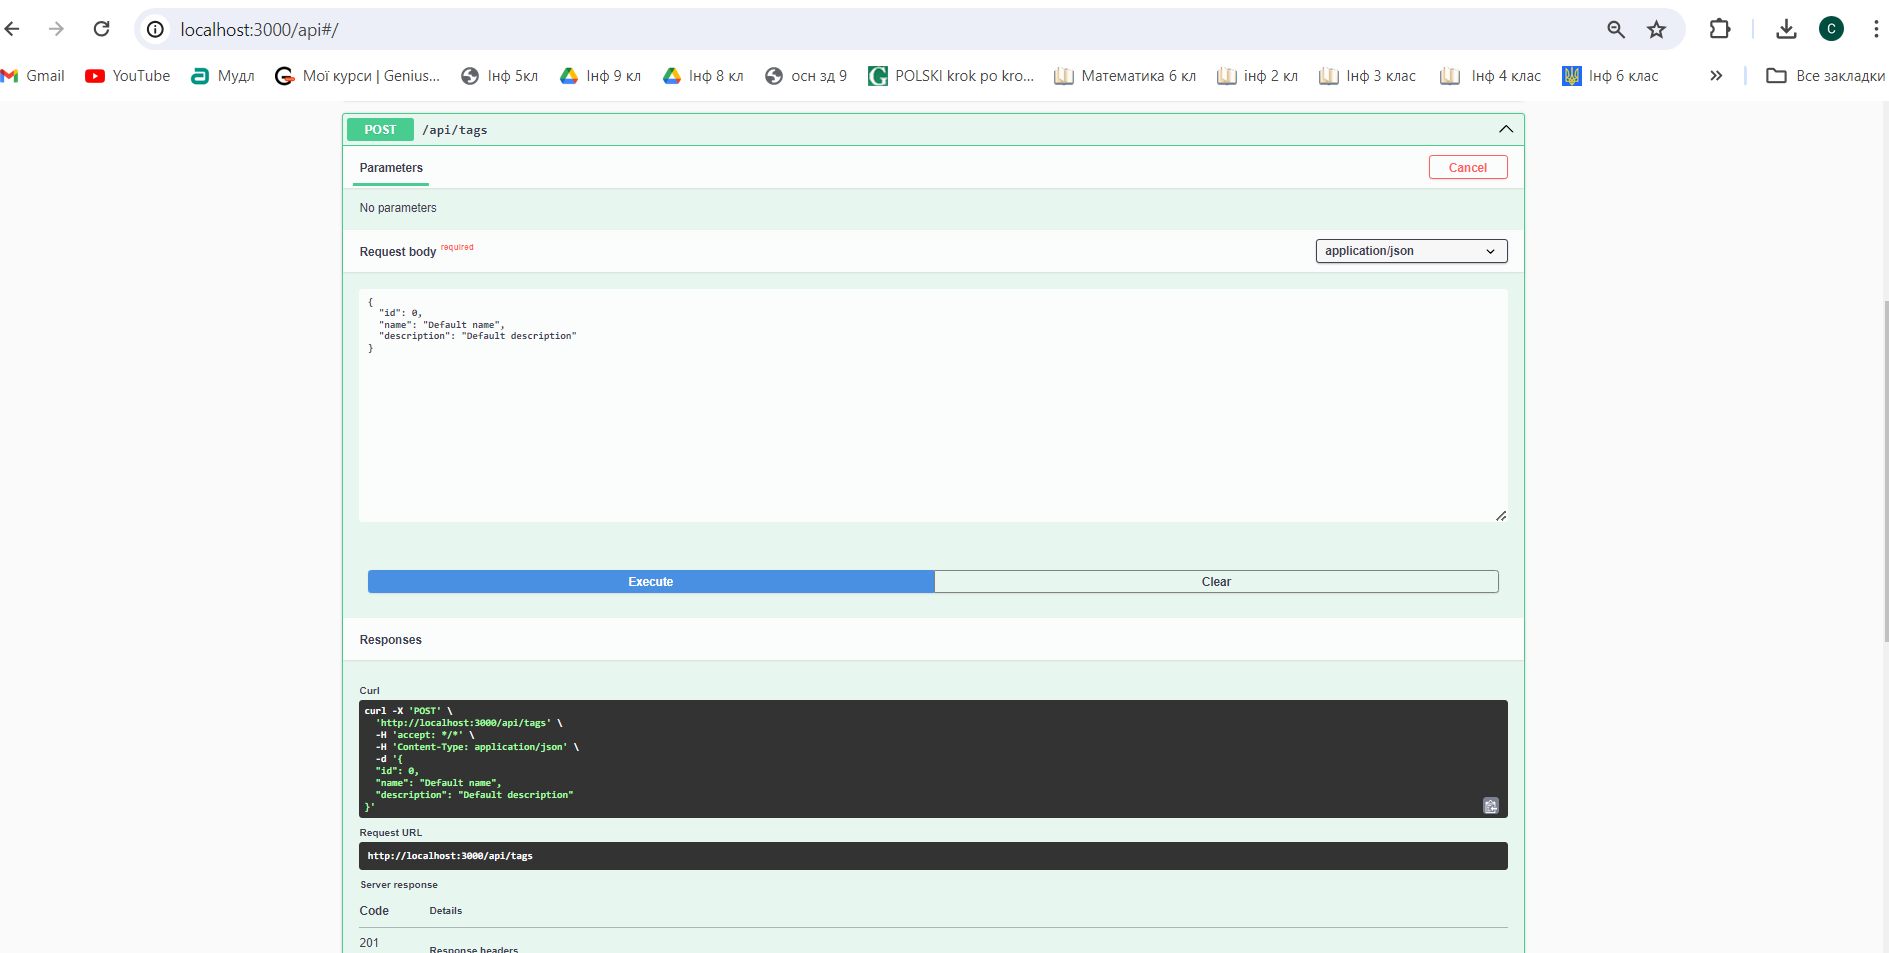 localhost:3000/api#/
Gmail YouTube Мудл Мої курси | Genius... Інф 5кл Інф 9 кл Інф 8 кл осн зд 9 POLSKI krok po kro... Математика 6 кл інф 2 кл Інф 3 клас Інф 4 клас Інф 6 клас » Все закладки
POST /api/tags
Parameters Cancel
No parameters
Request body required application/json
{
"id": 0,
"name": "Default name",
"description": "Default description"
}
Execute Clear
Responses
Curl
curl -X 'POST' \
'http://localhost:3000/api/tags' \
-H 'accept: */*' \
-H 'Content-Type: application/json' \
-d '{
"id": 0,
"name": "Default name",
"description": "Default description"
}'
Request URL
http://localhost:3000/api/tags
Server response
Code Details
201 Response headers